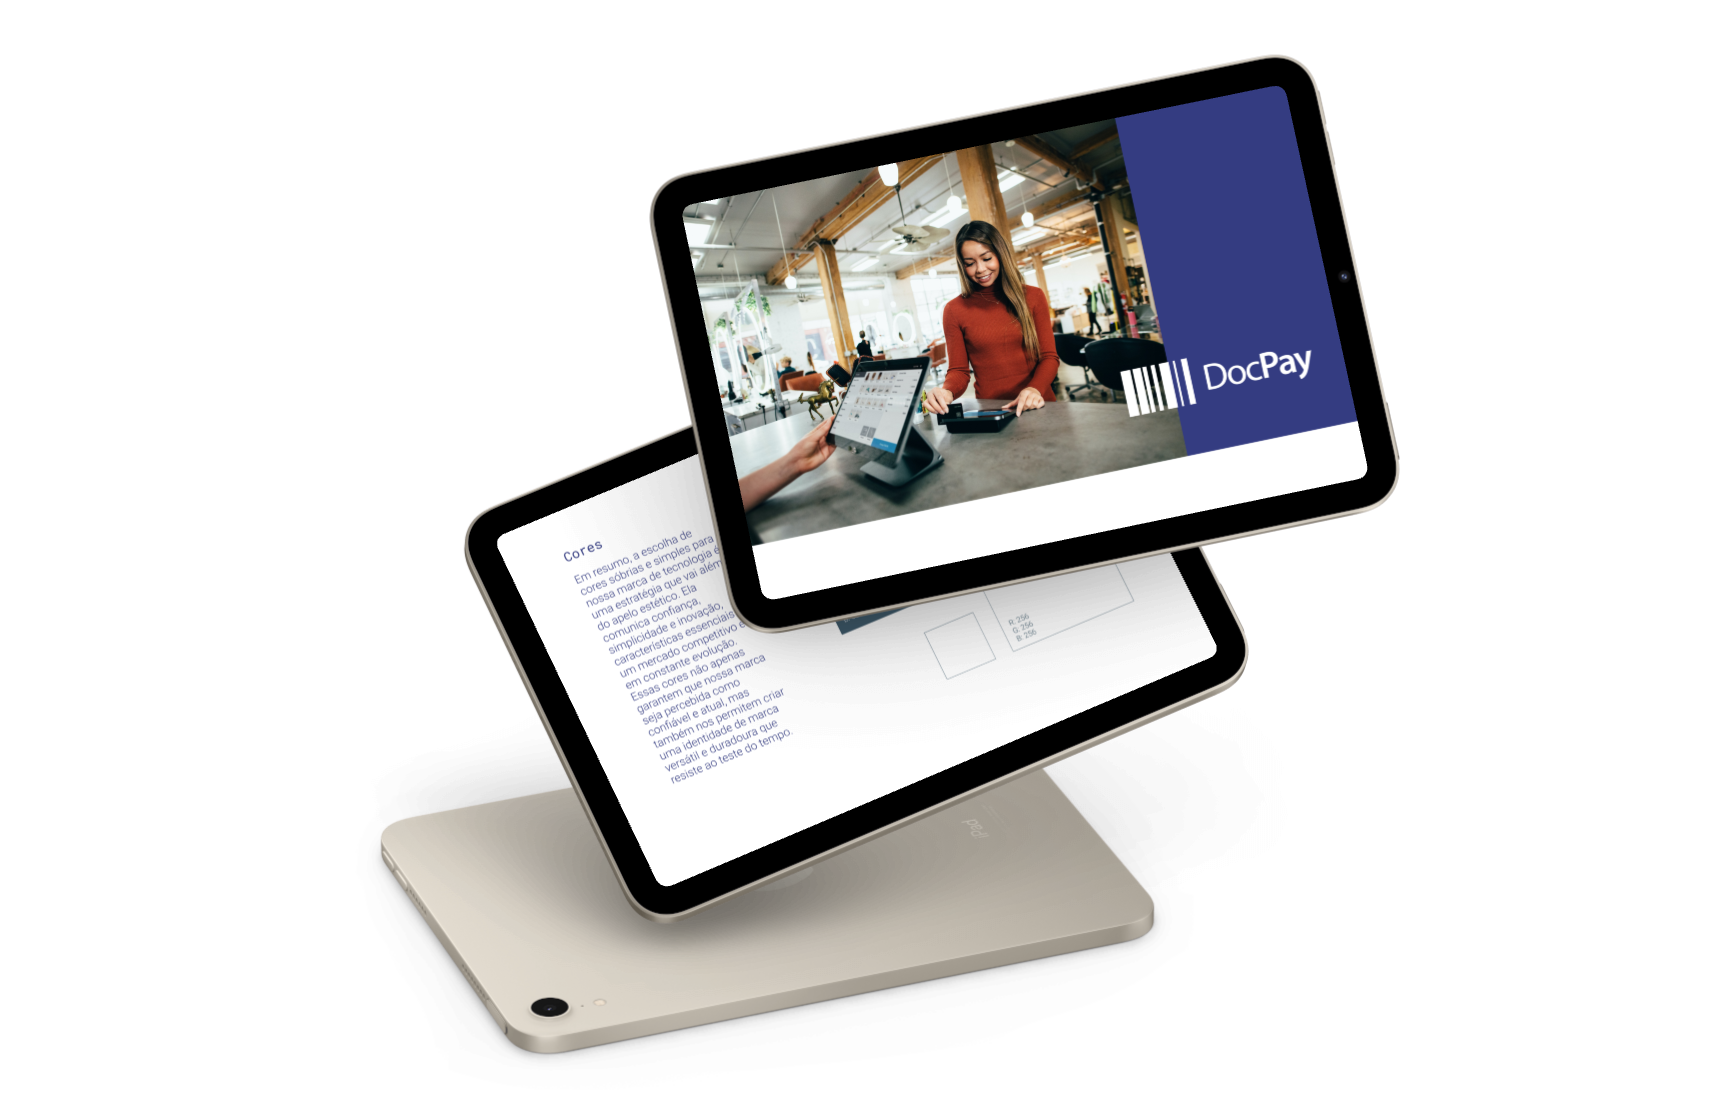 DocPay
Cores
Em resumo, a escolha de
cores sóbrias e simples para
nossa marca de tecnologia é
uma estratégia que vai além
do apelo estético. Ela
comunica confiança,
simplicidade e inovação,
características essenciais
um mercado competitivo e
em constante evolução.
Essas cores não apenas
garantem que nossa marca
seja percebida como
confiável e atual, mas
também nos permitem criar
uma identidade de marca
versátil e duradoura que
resiste ao teste do tempo.
R: 256
G: 256
B: 256
iPad